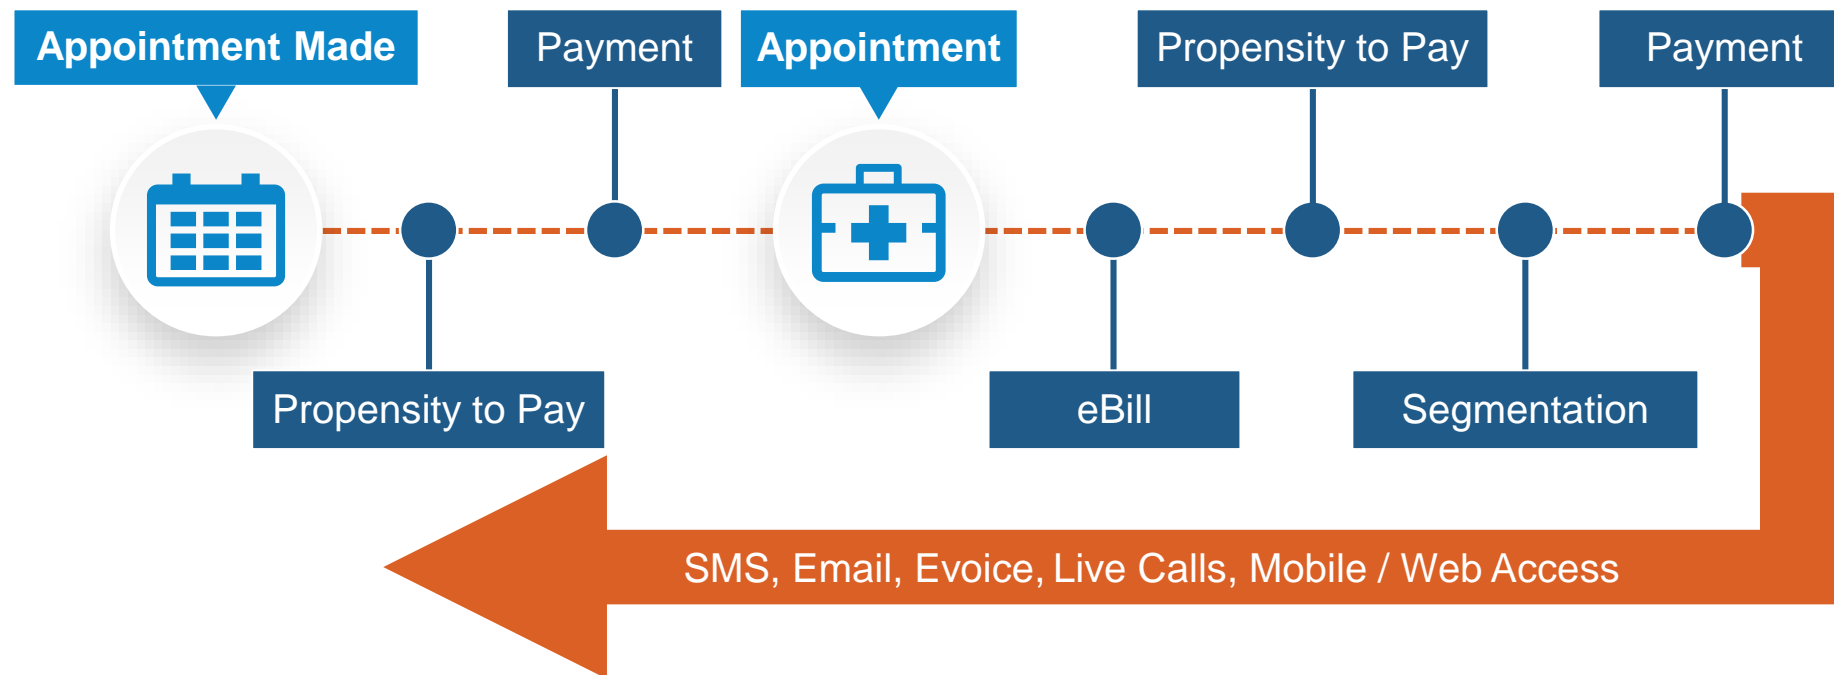 Appointment Made
Payment
Appointment
Propensity to Pay
Payment
Propensity to Pay
eBill
Segmentation
SMS, Email, Evoice, Live Calls, Mobile / Web Access